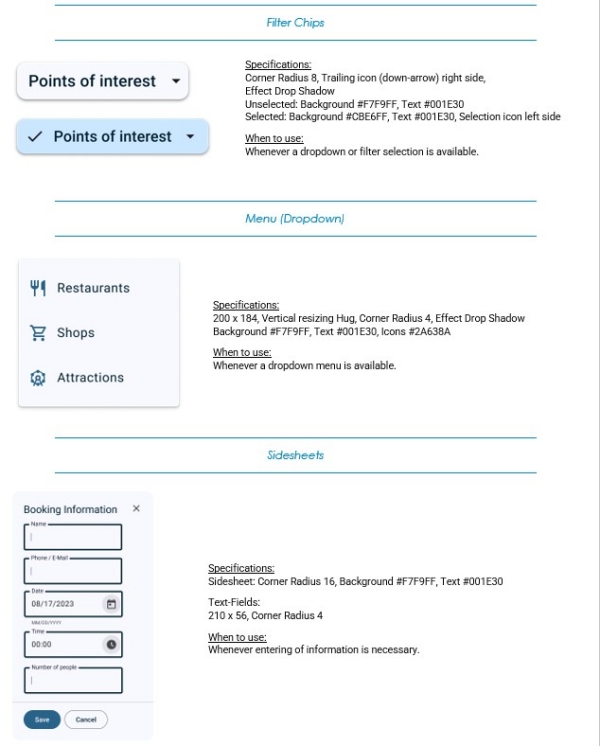 Filter Chips
Points of interest
Points of interest
Specifications:
Corner Radius 8, Trailing icon (down-arrow) right side,
Effect Drop Shadow
Unselected: Background #F7F9FF, Text #001E30
Selected: Background #CBE6FF, Text #001E30, Selection icon left side
When to use:
Whenever a dropdown or filter selection is available.
Menu (Dropdown)
Restaurants
Shops
Attractions
Specifications:
200 x 184, Vertical resizing Hug, Corner Radius 4, Effect Drop Shadow
Background #F7F9FF, Text #001E30, Icons #2A638A
When to use:
Whenever a dropdown menu is available.
Sidesheets
Booking Information
Name
Phone / E-Mail
Date
08/17/2023
MM/DD/YYYY
Time
00:00
Number of people
Save
Cancel
Specifications:
Sidesheet: Corner Radius 16, Background #F7F9FF, Text #001E30
Text-Fields:
210 x 56, Corner Radius 4
When to use:
Whenever entering of information is necessary.